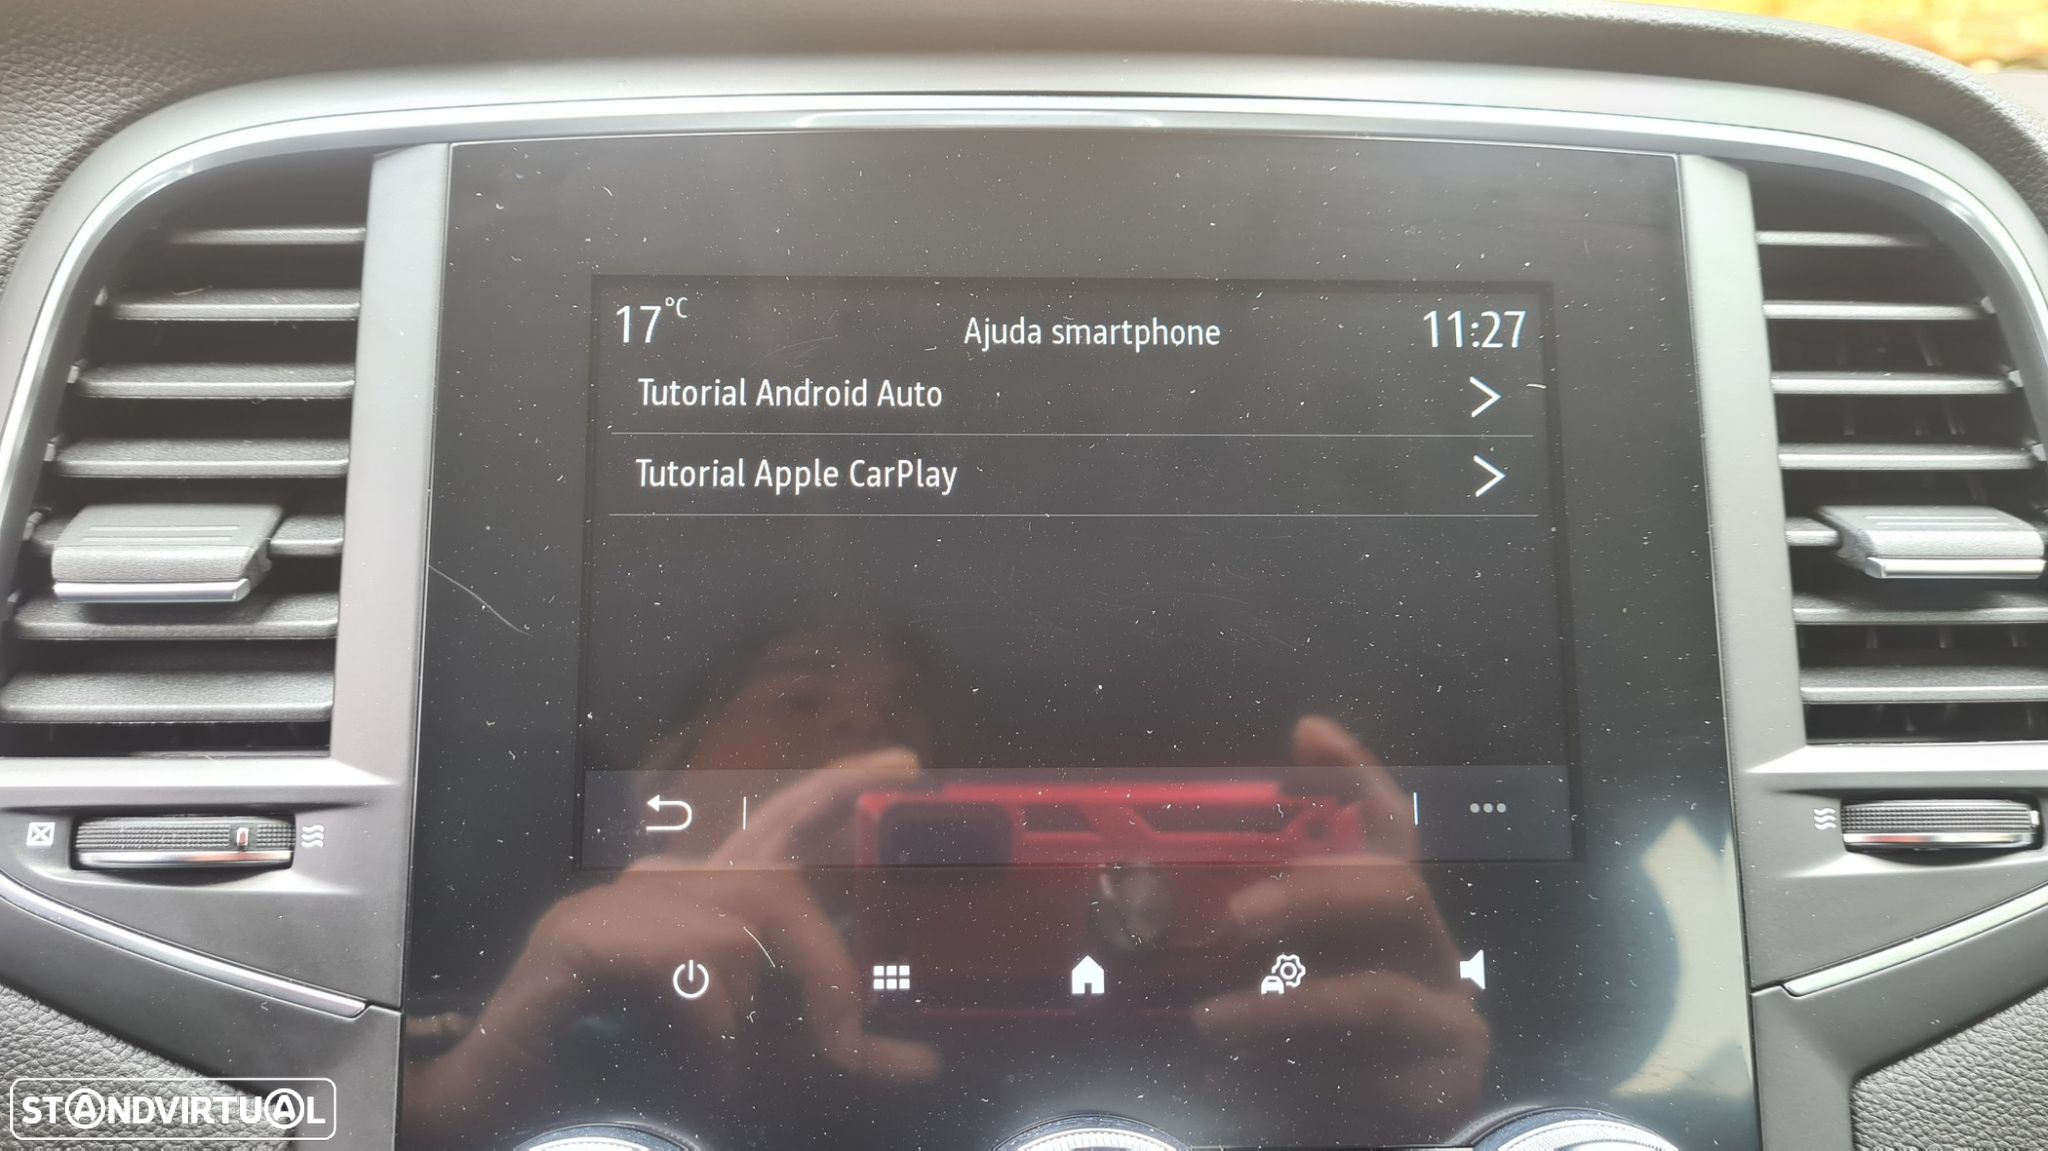 17°C
Ajuda smartphone
11:27
Tutorial Android Auto
Tutorial Apple CarPlay
STANDVIRTUAL